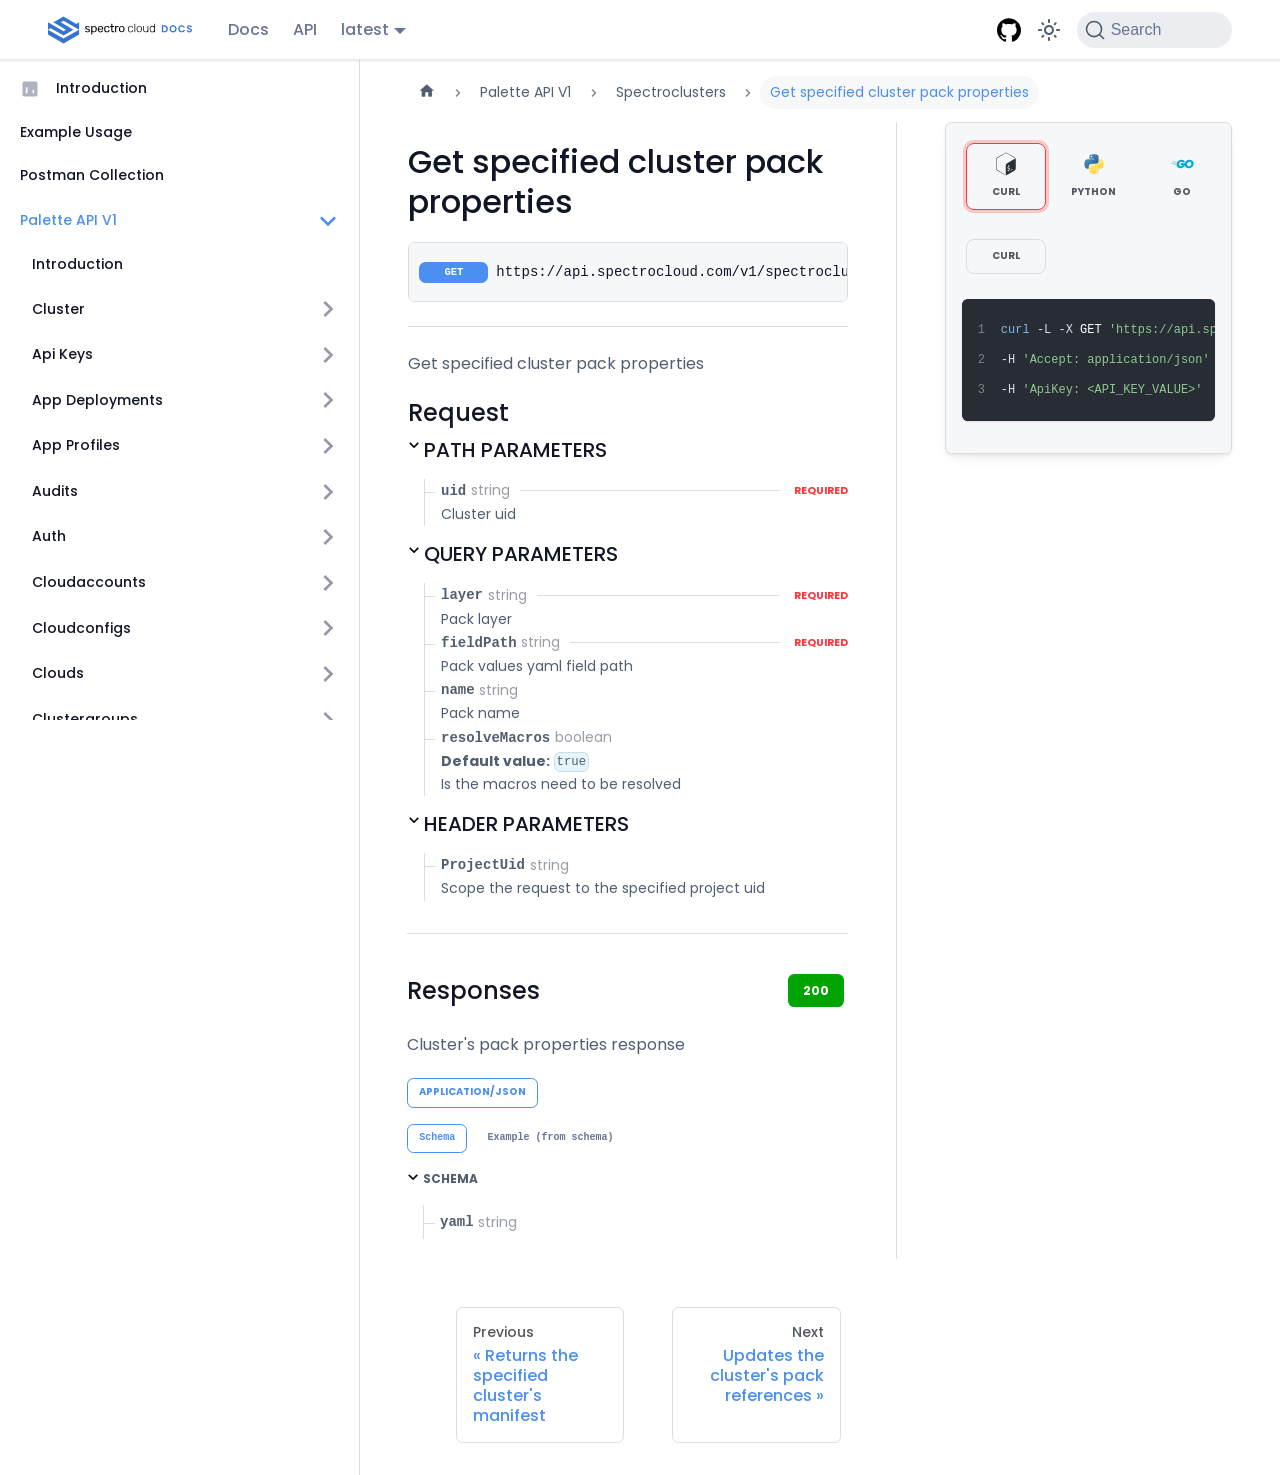 spectro cloud DOCS
Docs
API
latest
Search
Introduction
Example Usage
Postman Collection
Palette API V1
Introduction
Cluster
Api Keys
App Deployments
App Profiles
Audits
Auth
Cloudaccounts
Cloudconfigs
Clouds
Clustergroups
Palette API V1
Spectroclusters
Get specified cluster pack properties
Get specified cluster pack
properties
GET https://api.spectrocloud.com/v1/spectroclu
Get specified cluster pack properties
Request
PATH PARAMETERS
uid string REQUIRED
Cluster uid
QUERY PARAMETERS
layer string REQUIRED
Pack layer
fieldPath string REQUIRED
Pack values yaml field path
name string
Pack name
resolveMacros boolean
Default value: true
Is the macros need to be resolved
HEADER PARAMETERS
ProjectUid string
Scope the request to the specified project uid
Responses
200
Cluster's pack properties response
APPLICATION/JSON
Schema
Example (from schema)
SCHEMA
yaml string
Previous
« Returns the
specified
cluster's
manifest
Next
Updates the
cluster's pack
references »
CURL
PYTHON
GO
GO
CURL
1 curl -L -X GET 'https://api.sp
2 -H 'Accept: application/json'
3 -H 'ApiKey: <API_KEY_VALUE>'